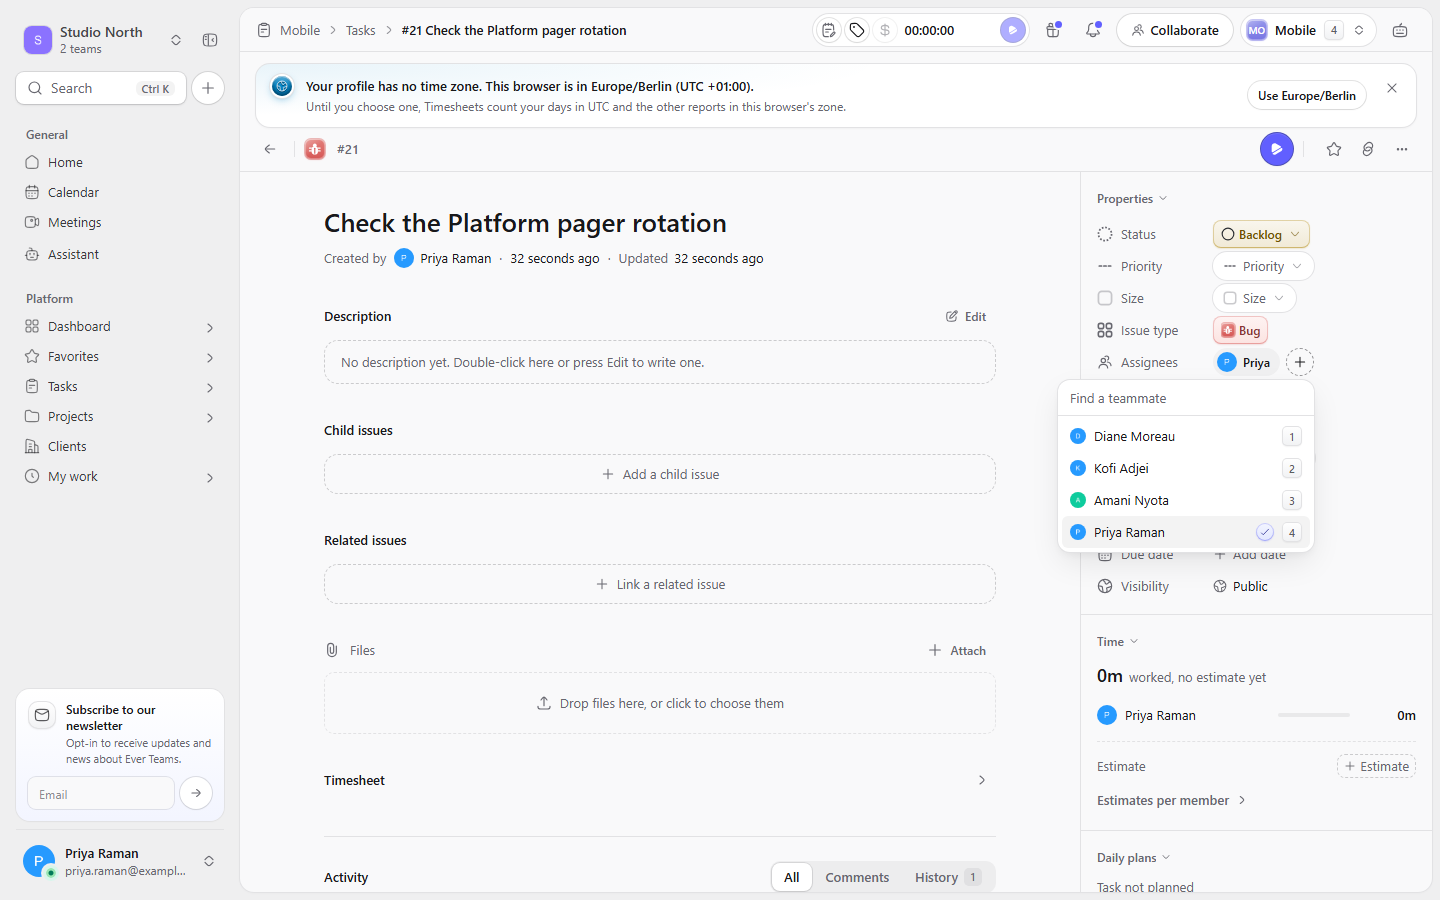 S
Studio North
2 teams
Search
Ctrl K
General
Home
Calendar
Meetings
Assistant
Platform
Dashboard
Favorites
Tasks
Projects
Clients
My work
Subscribe to our newsletter
Opt-in to receive updates and news about Ever Teams.
Email
P
Priya Raman
priya.raman@exampl...
Mobile
Tasks
#21 Check the Platform pager rotation
$
00:00:00
Collaborate
MO
Mobile
4
Your profile has no time zone. This browser is in Europe/Berlin (UTC +01:00).
Until you choose one, Timesheets count your days in UTC and the other reports in this browser's zone.
Use Europe/Berlin
#21
Check the Platform pager rotation
Created by P Priya Raman · 32 seconds ago · Updated 32 seconds ago
Description
Edit
No description yet. Double-click here or press Edit to write one.
Child issues
Add a child issue
Related issues
Link a related issue
Files
Attach
Drop files here, or click to choose them
Timesheet
Activity
All
Comments
History 1
Properties
Status
Backlog
Priority
Priority
Size
Size
Issue type
Bug
Assignees
P Priya
Find a teammate
D Diane Moreau 1
K Kofi Adjei 2
A Amani Nyota 3
P Priya Raman 4
Due date
Add date
Visibility
Public
Time
0m worked, no estimate yet
P Priya Raman 0m
Estimate
Estimate
Estimates per member
Daily plans
Task not planned